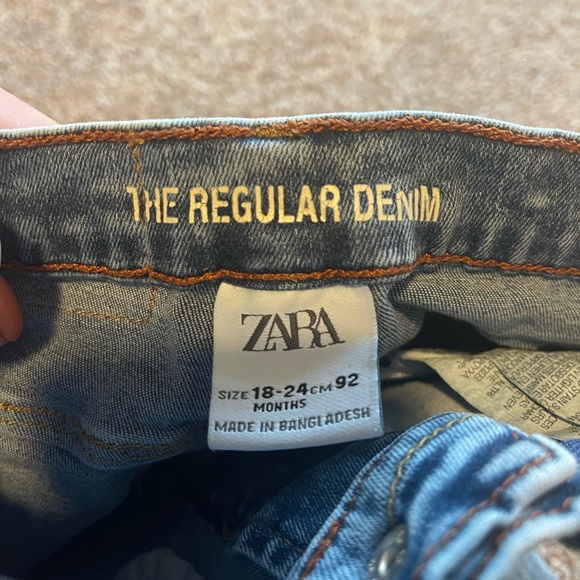 THE REGULAR DENIM
ZARA
SIZE 18-24 CM 92
MONTHS
MADE IN BANGLADESH